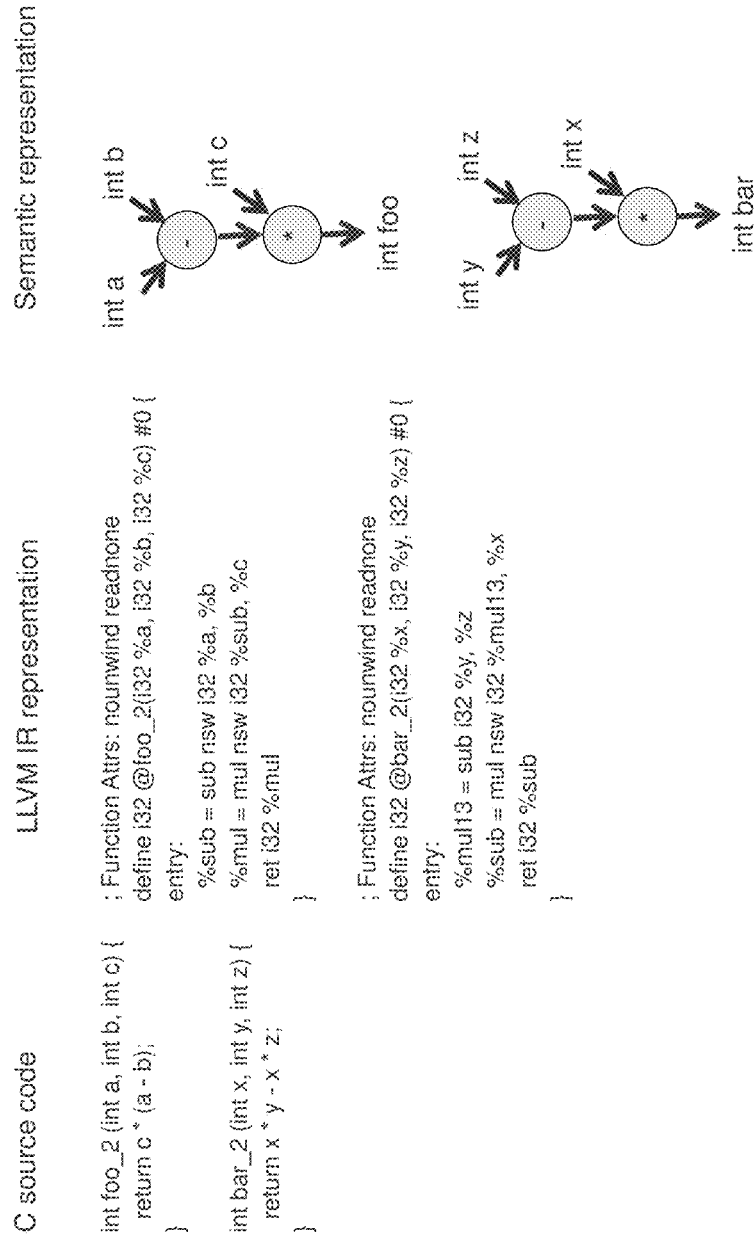 C source code
int foo_2 (int a, int b, int c) {
return c * (a - b);
}
int bar_2 (int x, int y, int z) {
return x * y - x * z;
}
LLVM IR representation
; Function Attrs: nounwind readnone
define i32 @foo_2(i32 %a, i32 %b, i32 %c) #0 {
entry:
%sub = sub nsw i32 %a, %b
%mul = mul nsw i32 %sub, %c
ret i32 %mul
}
; Function Attrs: nounwind readnone
define i32 @bar_2(i32 %x, i32 %y, i32 %z) #0 {
entry:
%mul13 = sub i32 %y, %z
%sub = mul nsw i32 %mul13, %x
ret i32 %sub
}
Semantic representation
int a
int b
-
int c
*
int foo
int y
int z
-
int x
*
int bar